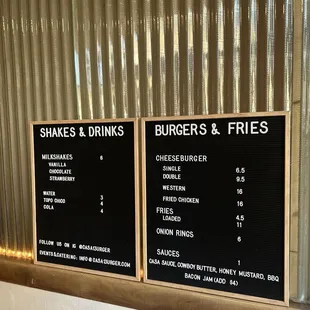 SHAKES & DRINKS
MILKSHAKES 6
VANILLA
CHOCOLATE
STRAWBERRY
WATER 3
TOPO CHICO 4
COLA 4
FOLLOW US ON IG @CASABURGER
EVENTS & CATERING: INFO@CASABURGER.COM
BURGERS & FRIES
CHEESEBURGER
SINGLE 6.5
DOUBLE 9.5
WESTERN 16
FRIED CHICKEN 16
FRIES 4.5
LOADED 11
ONION RINGS 6
SAUCES 1
CASA SAUCE, COWBOY BUTTER, HONEY MUSTARD, BBQ
BACON JAM (ADD $4)